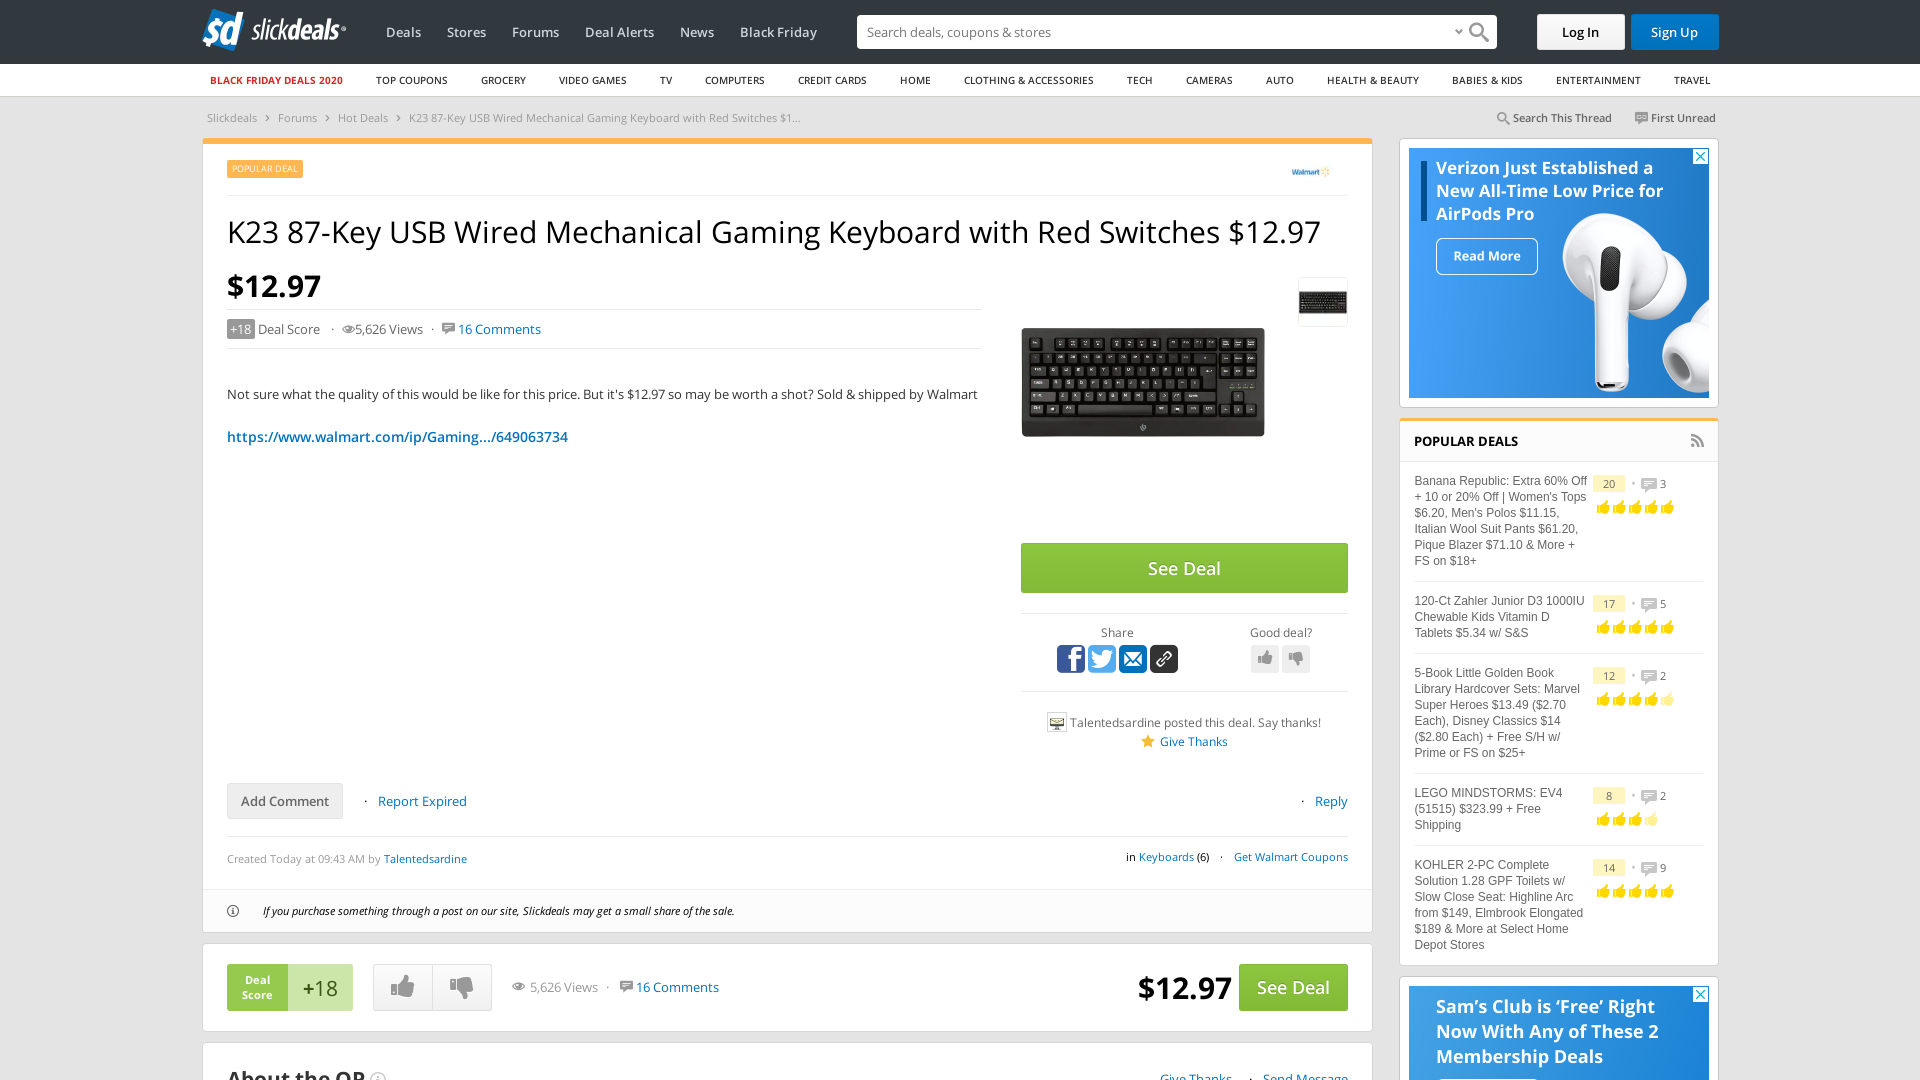 sd slickdeals
Deals Stores Forums Deal Alerts News Black Friday
Search deals, coupons & shopping
Log In
Sign Up
BLACK FRIDAY DEALS 2020 TOP COUPONS GROCERY VIDEO GAMES TV COMPUTERS CREDIT CARDS HOME CLOTHING & ACCESSORIES TECH CAMERAS AUTO HEALTH & BEAUTY BABIES & KIDS ENTERTAINMENT TRAVEL
Slickdeals > Forums > Hot Deals > K23 87-Key USB Wired Mechanical Gaming Keyboard with Red Switches $1...
Search This Thread
First Unread
POPULAR DEAL
Walmart
K23 87-Key USB Wired Mechanical Gaming Keyboard with Red Switches $12.97
$12.97
+18 Deal Score · 5,626 Views · 16 Comments
Not sure what the quality of this would be like for this price. But it's $12.97 so may be worth a shot? Sold & shipped by Walmart
https://www.walmart.com/ip/Gaming.../649063734
See Deal
Share
Good deal?
Talentedsardine posted this deal. Say thanks!
Give Thanks
Add Comment · Report Expired
· Reply
Created Today at 09:43 AM by Talentedsardine
in Keyboards (6) · Get Walmart Coupons
If you purchase something through a post on our site, Slickdeals may get a small share of the sale.
Deal
Score
+18
5,626 Views · 16 Comments
$12.97
See Deal
About the OP
Give Thanks · Send Message
Verizon Just Established a
New All-Time Low Price for
AirPods Pro
Read More
POPULAR DEALS
Banana Republic: Extra 60% Off
+ 10 or 20% Off | Women's Tops
$6.20, Men's Polos $11.15,
Italian Wool Suit Pants $61.20,
Pique Blazer $71.10 & More +
FS on $18+
20 · 3
120-Ct Zahler Junior D3 1000IU
Chewable Kids Vitamin D
Tablets $5.34 w/ S&S
17 · 5
5-Book Little Golden Book
Library Hardcover Sets: Marvel
Super Heroes $13.49 ($2.70
Each), Disney Classics $14
($2.80 Each) + Free S/H w/
Prime or FS on $25+
12 · 2
LEGO MINDSTORMS: EV4
(51515) $323.99 + Free
Shipping
8 · 2
KOHLER 2-PC Complete
Solution 1.28 GPF Toilets w/
Slow Close Seat: Highline Arc
from $149, Elmbrook Elongated
$189 & More at Select Home
Depot Stores
14 · 9
Sam's Club is 'Free' Right
Now With Any of These 2
Membership Deals